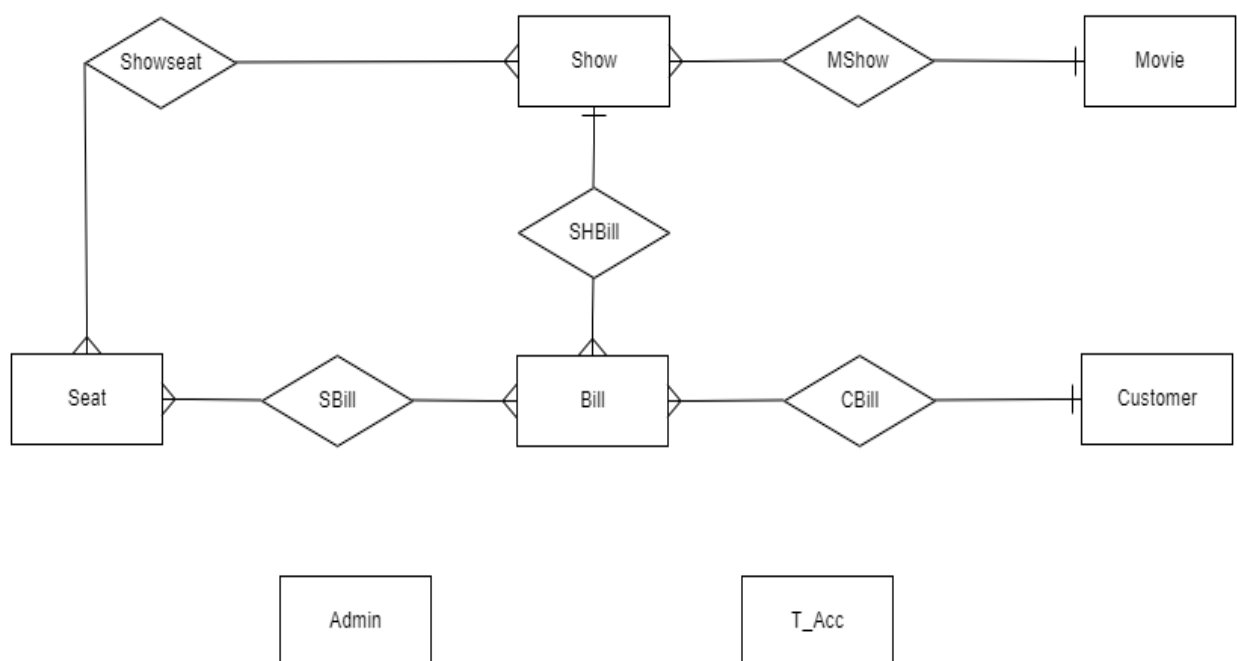 Showseat
Show
MShow
Movie
SHBill
Seat
SBill
Bill
CBill
Customer
Admin
T_Acc